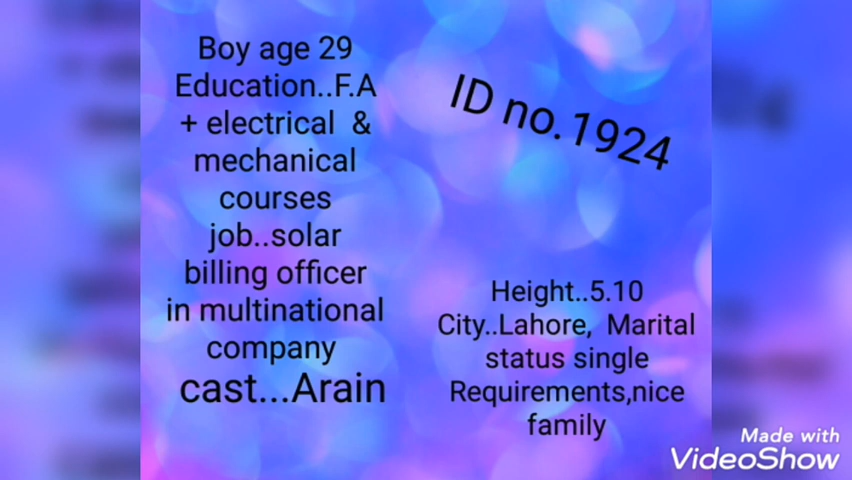 Boy age 29
Education..F.A
+ electrical & 
mechanical
courses
job..solar
billing officer
in multinational
company
cast...Arain
ID no.1924
Height..5.10
City..Lahore, Marital
status single
Requirements,nice
family
Made with
VideoShow